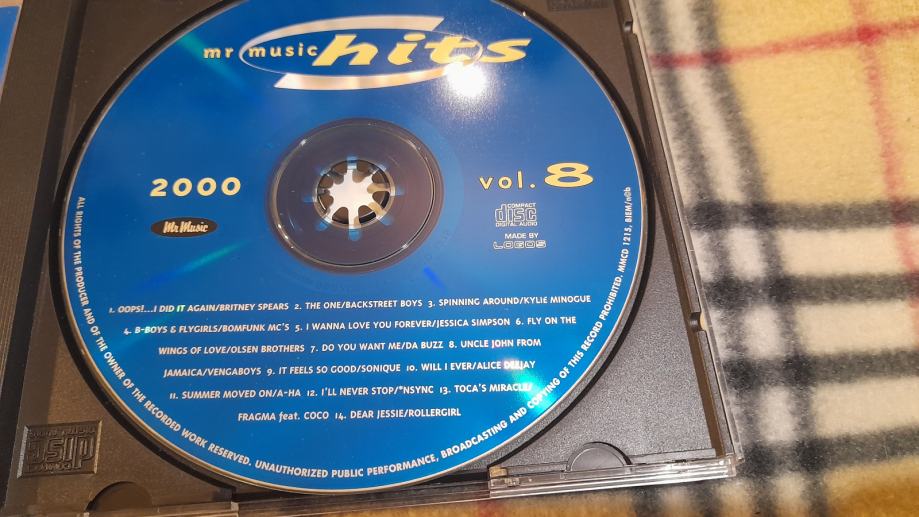 mr music hits
2000
vol. 8
Mr Music
COMPACT
disc
DIGITAL AUDIO
MADE BY
LOGOS
1. OOPS!...I DID IT AGAIN/BRITNEY SPEARS 2. THE ONE/BACKSTREET BOYS 3. SPINNING AROUND/KYLIE MINOGUE
4. B-BOYS & FLYGIRLS/BOMFUNK MC'S 5. I WANNA LOVE YOU FOREVER/JESSICA SIMPSON 6. FLY ON THE
WINGS OF LOVE/OLSEN BROTHERS 7. DO YOU WANT ME/DA BUZZ 8. UNCLE JOHN FROM
JAMAICA/VENGABOYS 9. IT FEELS SO GOOD/SONIQUE 10. WILL I EVER/ALICE DEEJAY
11. SUMMER MOVED ON/A-HA 12. I'LL NEVER STOP/*NSYNC 13. TOCA'S MIRACLE/
FRAGMA feat. COCO 14. DEAR JESSIE/ROLLERGIRL
ALL RIGHTS OF THE PRODUCER AND OF THE OWNER OF THE RECORDED WORK RESERVED. UNAUTHORIZED PUBLIC PERFORMANCE, BROADCASTING AND COPYING OF THIS RECORD PROHIBITED. MMCD 1215, BIEM/n©b